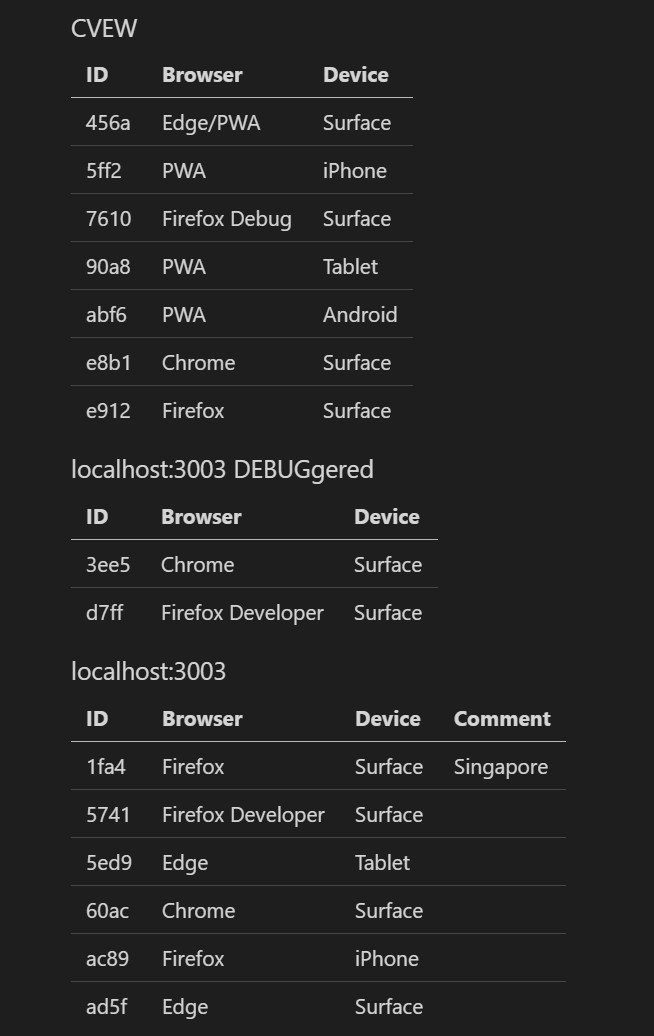 CVEW
ID Browser Device
456a Edge/PWA Surface
5ff2 PWA iPhone
7610 Firefox Debug Surface
90a8 PWA Tablet
abf6 PWA Android
e8b1 Chrome Surface
e912 Firefox Surface
localhost:3003 DEBUGgered
ID Browser Device
3ee5 Chrome Surface
d7ff Firefox Developer Surface
localhost:3003
ID Browser Device Comment
1fa4 Firefox Surface Singapore
5741 Firefox Developer Surface
5ed9 Edge Tablet
60ac Chrome Surface
ac89 Firefox iPhone
ad5f Edge Surface